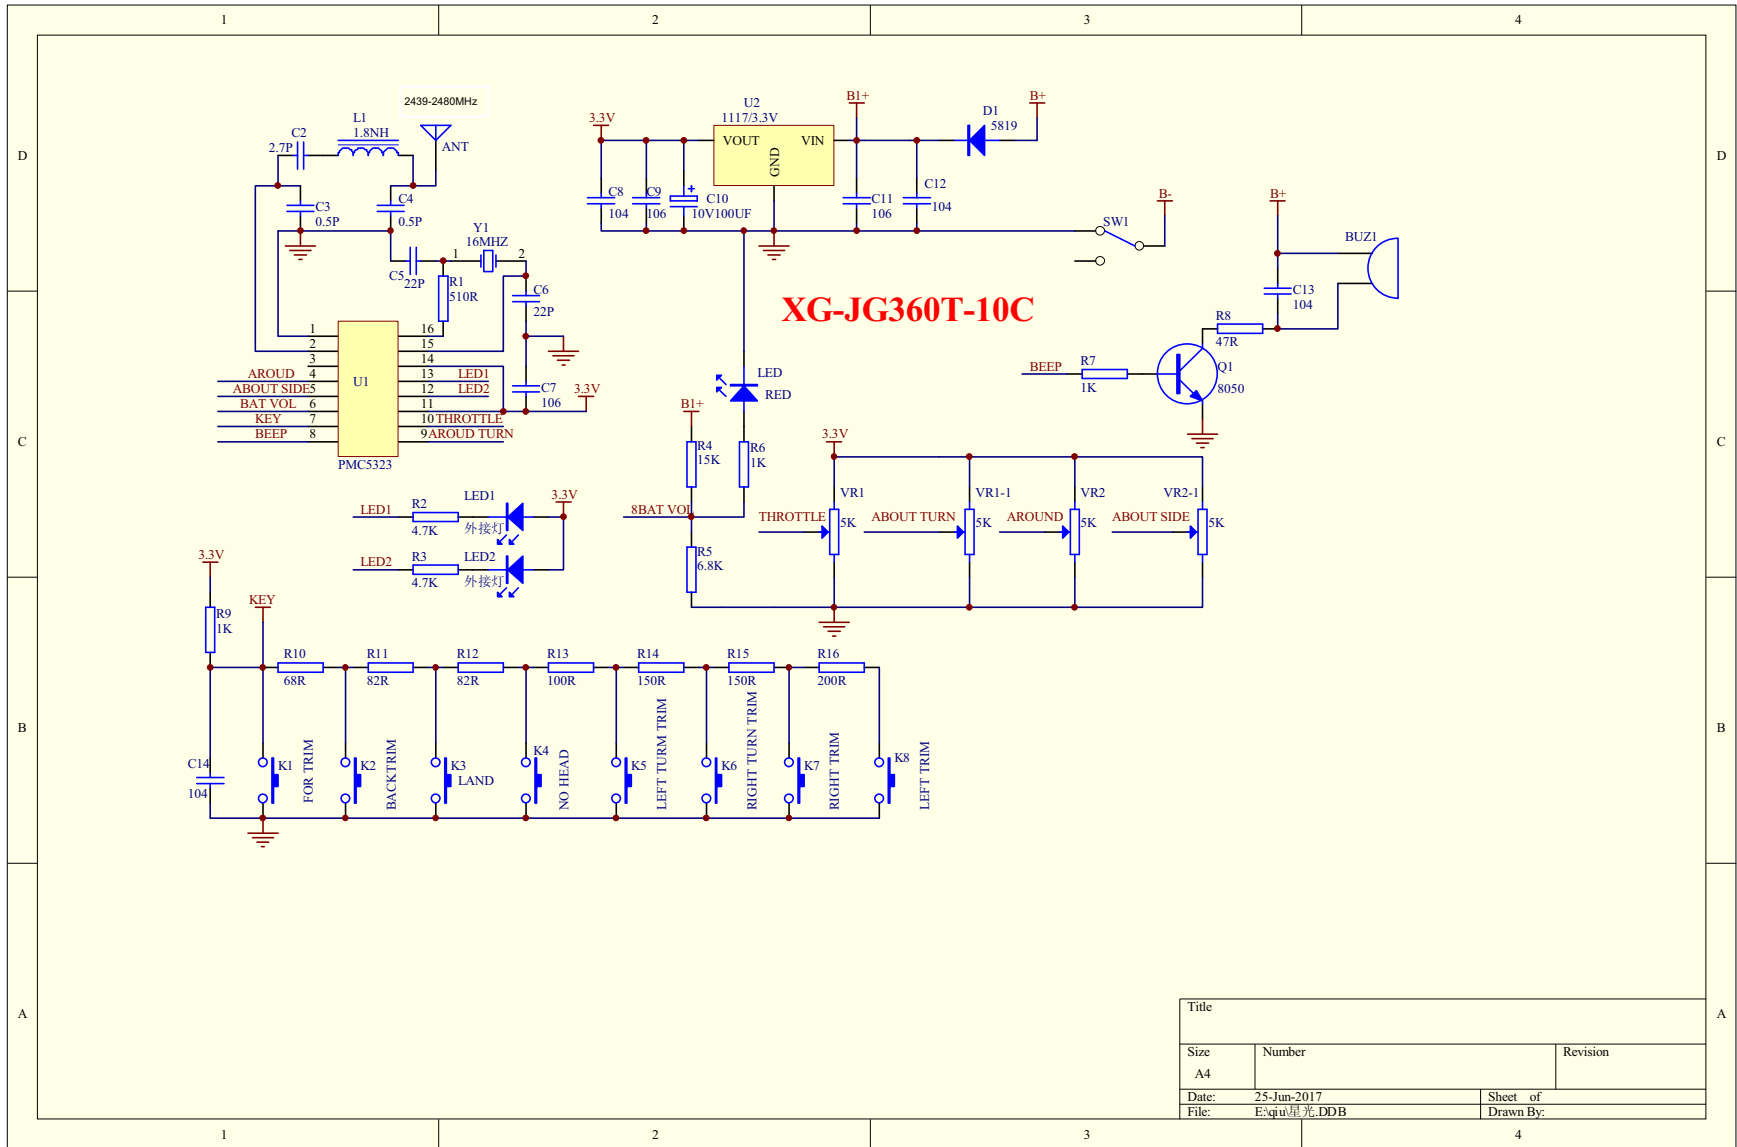 1 2 3 4
D
C
B
A
D
C
B
A
2439-2480MHz
C2
2.7P
L1
1.8NH
ANT
C3
0.5P
C4
0.5P
Y1
16MHZ
1 2
C5
22P
R1
510R
C6
22P
C7
106
3.3V
1
2
3
AROUD 4
ABOUT SIDE 5
BAT VOL 6
KEY 7
BEEP 8
U1
PMC5323
16
15
14
13 LED1
12 LED2
11
10 THROTTLE
9 AROUD TURN
3.3V
U2
1117/3.3V
VOUT
VIN
GND
B1+
D1
5819
B+
C8
104
C9
106
C10
10V100UF
C11
106
C12
104
SW1
B-
B+
BUZ1
C13
104
R8
47R
BEEP
R7
1K
Q1
8050
XG-JG360T-10C
LED
RED
B1+
R4
15K
R6
1K
8BAT VOL
R5
6.8K
3.3V
THROTTLE
VR1
5K
ABOUT TURN
VR1-1
5K
AROUND
VR2
5K
ABOUT SIDE
VR2-1
5K
LED1
R2
4.7K
LED1
外接灯
3.3V
LED2
R3
4.7K
LED2
外接灯
3.3V
R9
1K
KEY
R10
68R
R11
82R
R12
82R
R13
100R
R14
150R
R15
150R
R16
200R
C14
104
K1
FOR TRIM
K2
BACKTRIM
K3
LAND
K4
NO HEAD
K5
LEFT TURM TRIM
K6
RIGHT TURN TRIM
K7
RIGHT TRIM
K8
LEFT TRIM
Title
Size
A4
Number
Revision
Date: 25-Jun-2017
Sheet of
File: E:\qiu\星光.DDB
Drawn By:
1 2 3 4